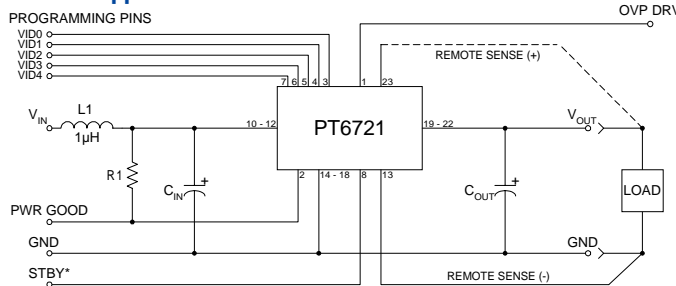 OVP DRV
PROGRAMMING PINS
VID0
VID1
VID2
VID3
VID4
REMOTE SENSE (+)
7 6 5 4 3
1
23
VIN
L1
1µH
10 - 12
PT6721
19 - 22
VOUT
R1
CIN
+
2
14 - 18
8
13
COUT
+
LOAD
PWR GOOD
GND
GND
STBY*
REMOTE SENSE (-)